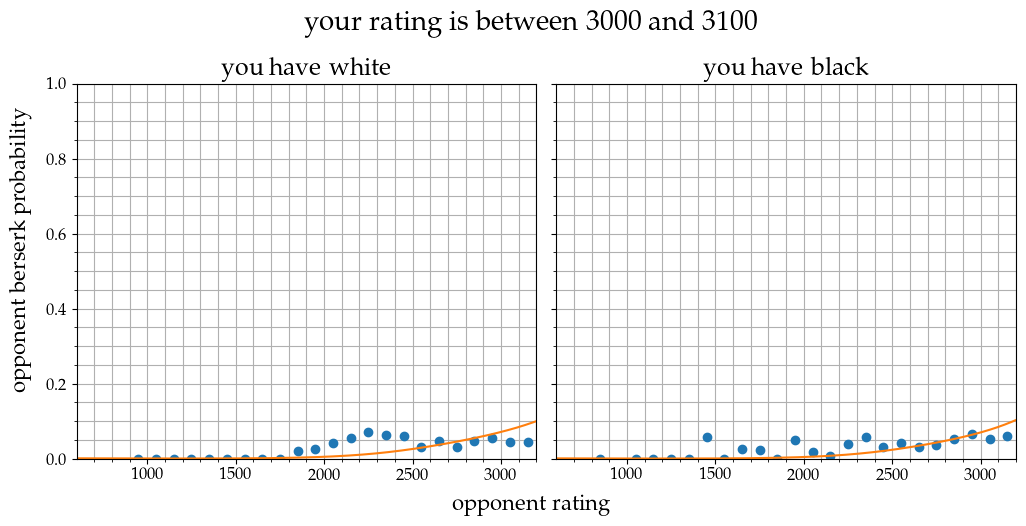 your rating is between 3000 and 3100
you have white
you have black
opponent berserk probability
1.0
0.8
0.6
0.4
0.2
0.0
1000 1500 2000 2500 3000
1000 1500 2000 2500 3000
opponent rating